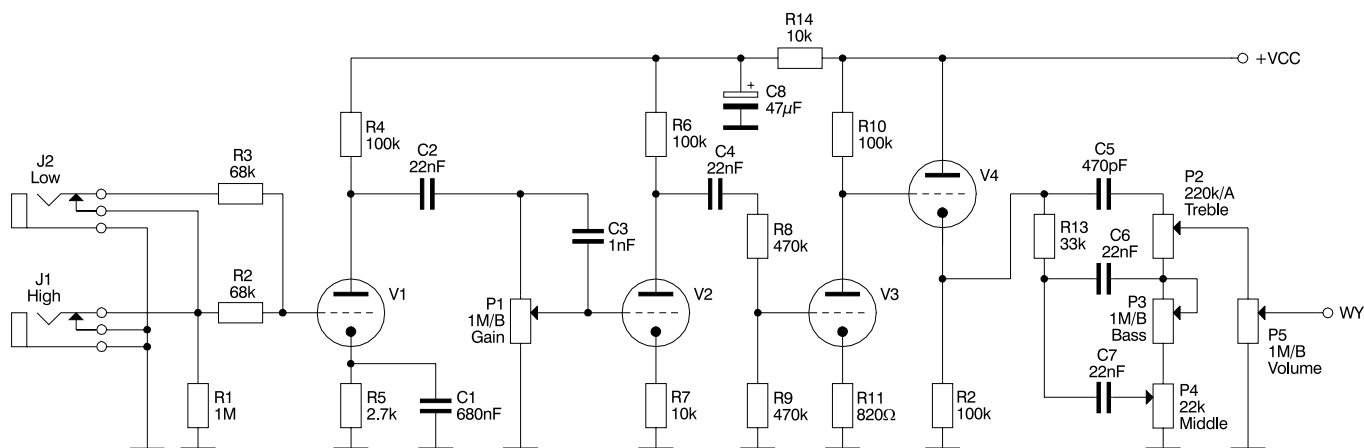 R14
10k
+VCC
+
C8
47µF
R4
100k
R6
100k
R10
100k
J2
Low
R3
68k
C2
22nF
C4
22nF
V4
C5
470pF
P2
220k/A
Treble
C3
1nF
R8
470k
R13
33k
C6
22nF
J1
High
R2
68k
V1
P1
1M/B
Gain
V2
V3
P3
1M/B
Bass
WY
P5
1M/B
Volume
C7
22nF
R1
1M
R5
2.7k
C1
680nF
R7
10k
R9
470k
R11
820Ω
R2
100k
P4
22k
Middle